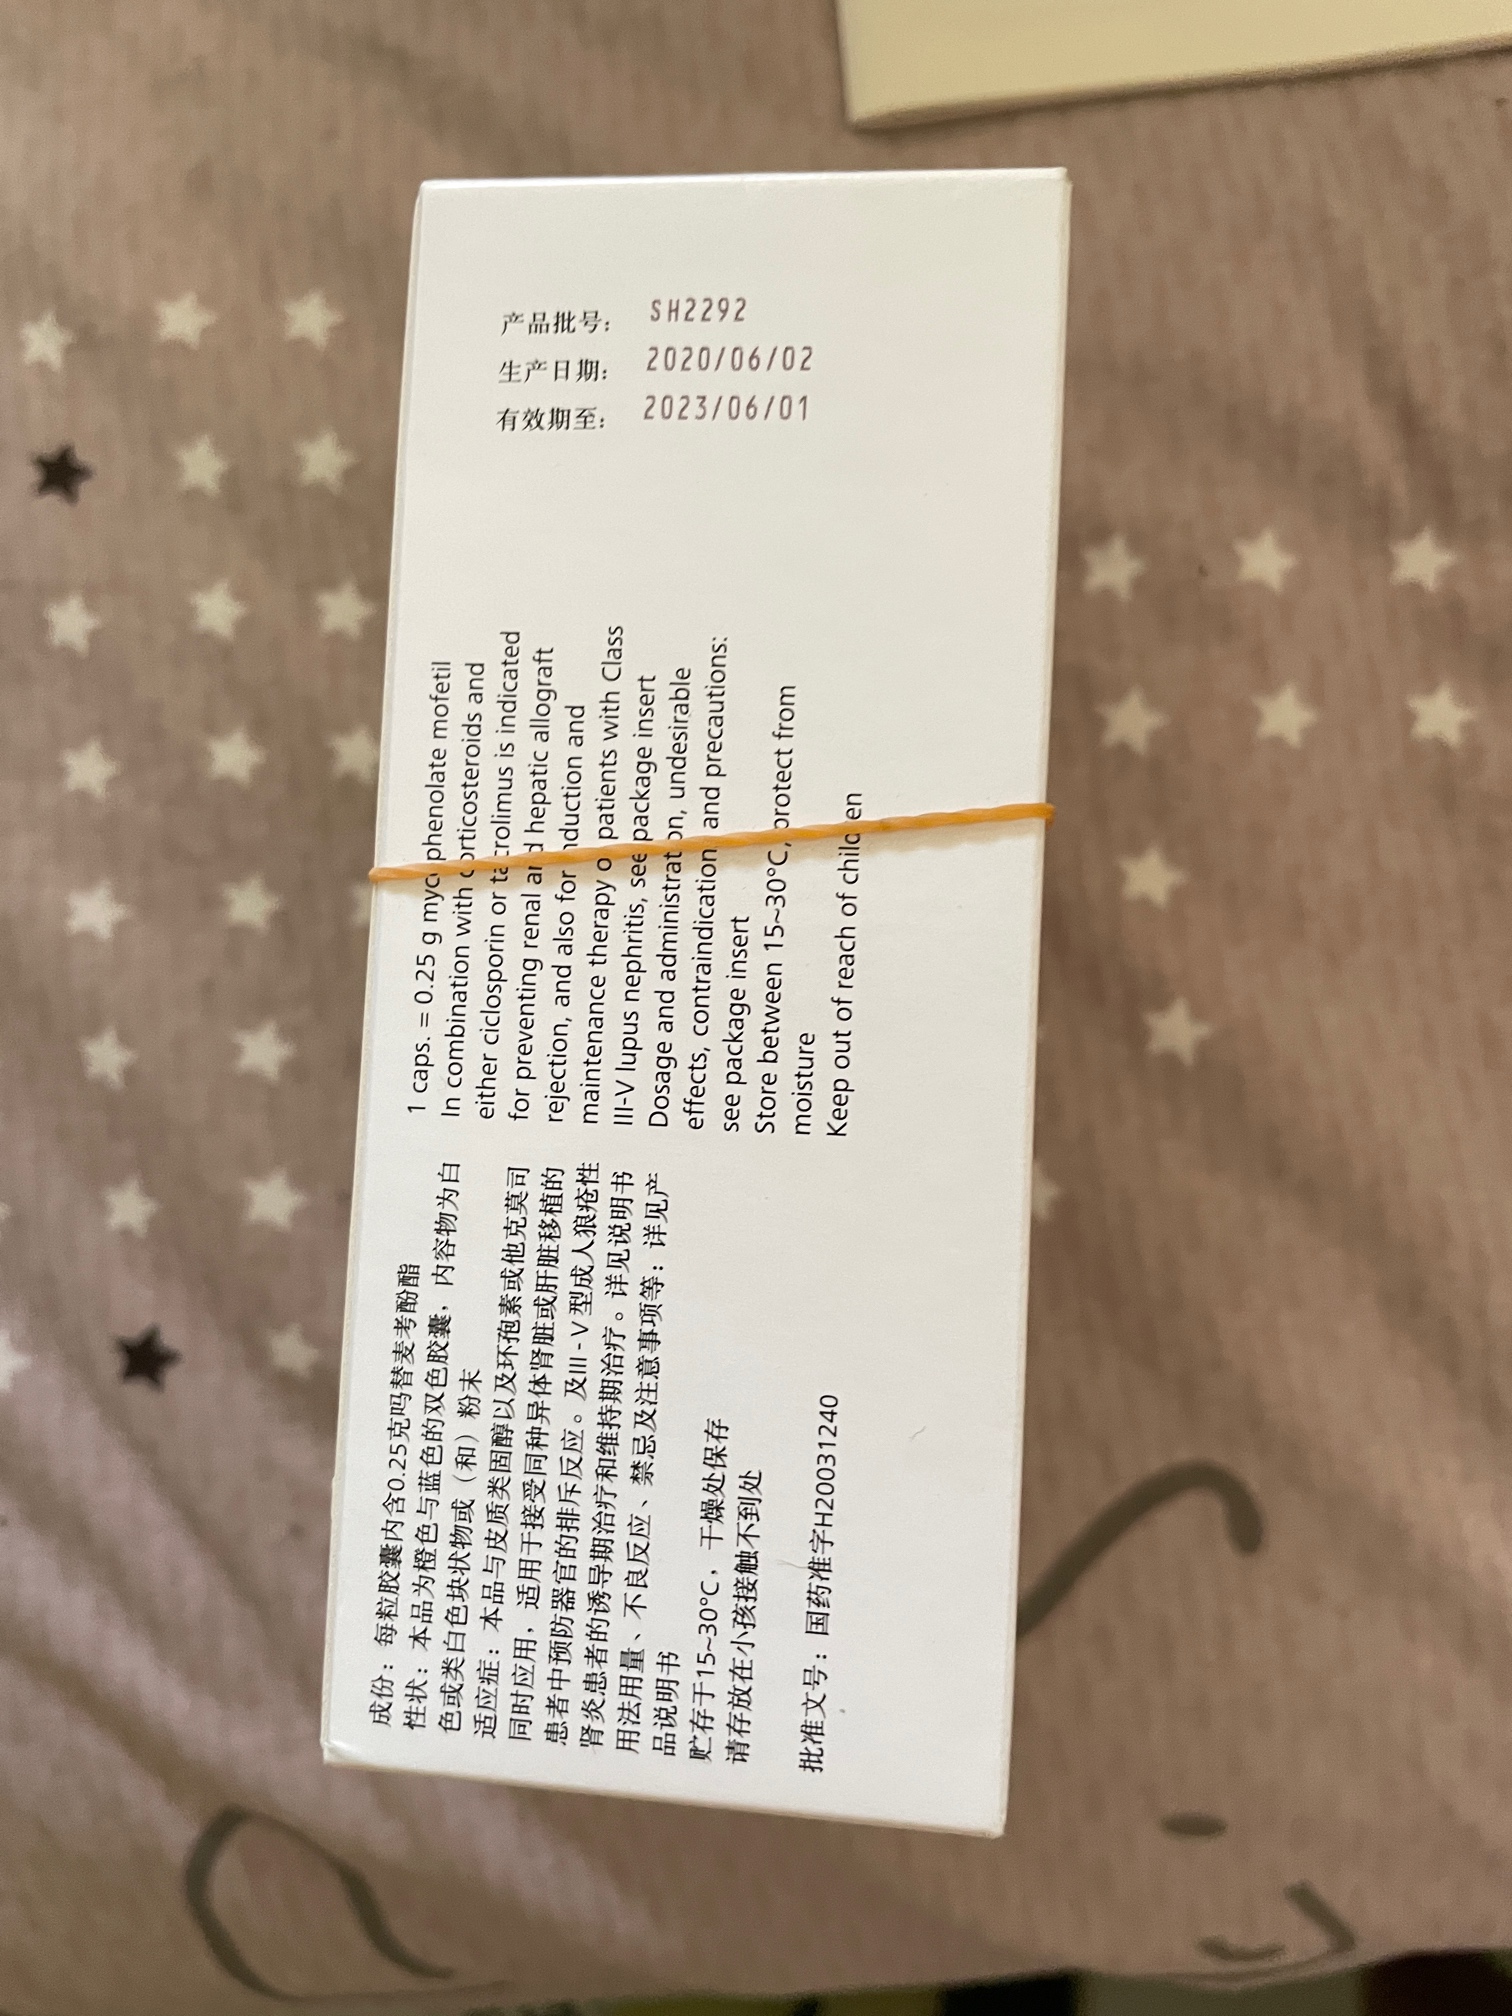 产品批号: SH2292
生产日期: 2020/06/02
有效期至: 2023/06/01
成份：每粒胶囊内含0.25克吗替麦考酚酯
性状：本品为橙色与蓝色的双色胶囊，内容物为白
色或类白色块状物或（和）粉末
适应症：本品与皮质类固醇以及环孢素或他克莫司
同时应用，适用于接受同种异体肾脏或肝脏移植的
患者中预防器官的排斥反应。及III - V 型成人狼疮性
肾炎患者的诱导期治疗和维持期治疗。详见说明书
用法用量、不良反应、禁忌及注意事项等：详见产
品说明书
贮存于15~30°C，干燥处保存
请存放在小孩接触不到处
批准文号：国药准字H20031240
1 caps. = 0.25 g mycophenolate mofetil
In combination with corticosteroids and
either ciclosporin or tacrolimus is indicated
for preventing renal and hepatic allograft
rejection, and also for induction and
maintenance therapy of patients with Class
III-V lupus nephritis, see package insert
Dosage and administration, undesirable
effects, contraindication and precautions:
see package insert
Store between 15~30°C, protect from
moisture
Keep out of reach of children